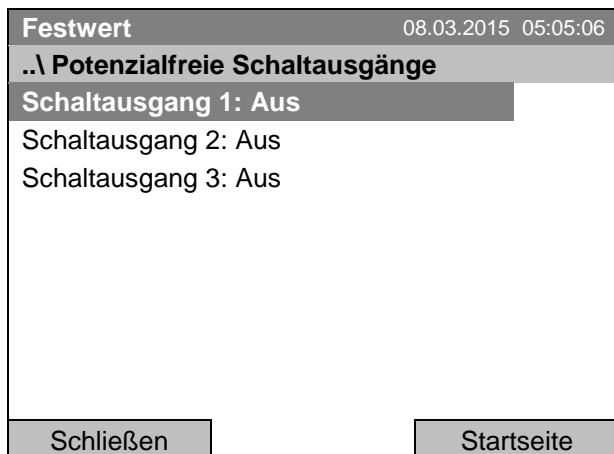 Festwert 08.03.2015 05:05:06
..\ Potenzialfreie Schaltausgänge
Schaltausgang 1: Aus
Schaltausgang 2: Aus
Schaltausgang 3: Aus
Schließen Startseite